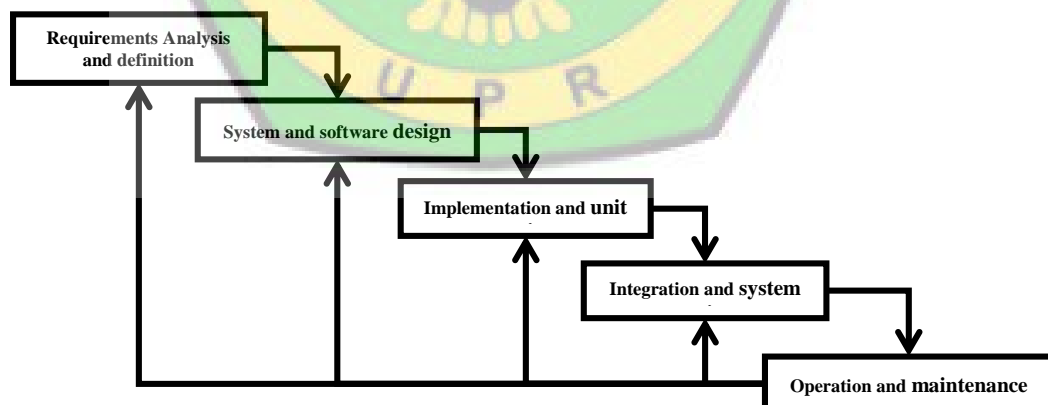 U P R
Requirements Analysis
and definition
System and software design
Implementation and unit
Integration and system
Operation and maintenance